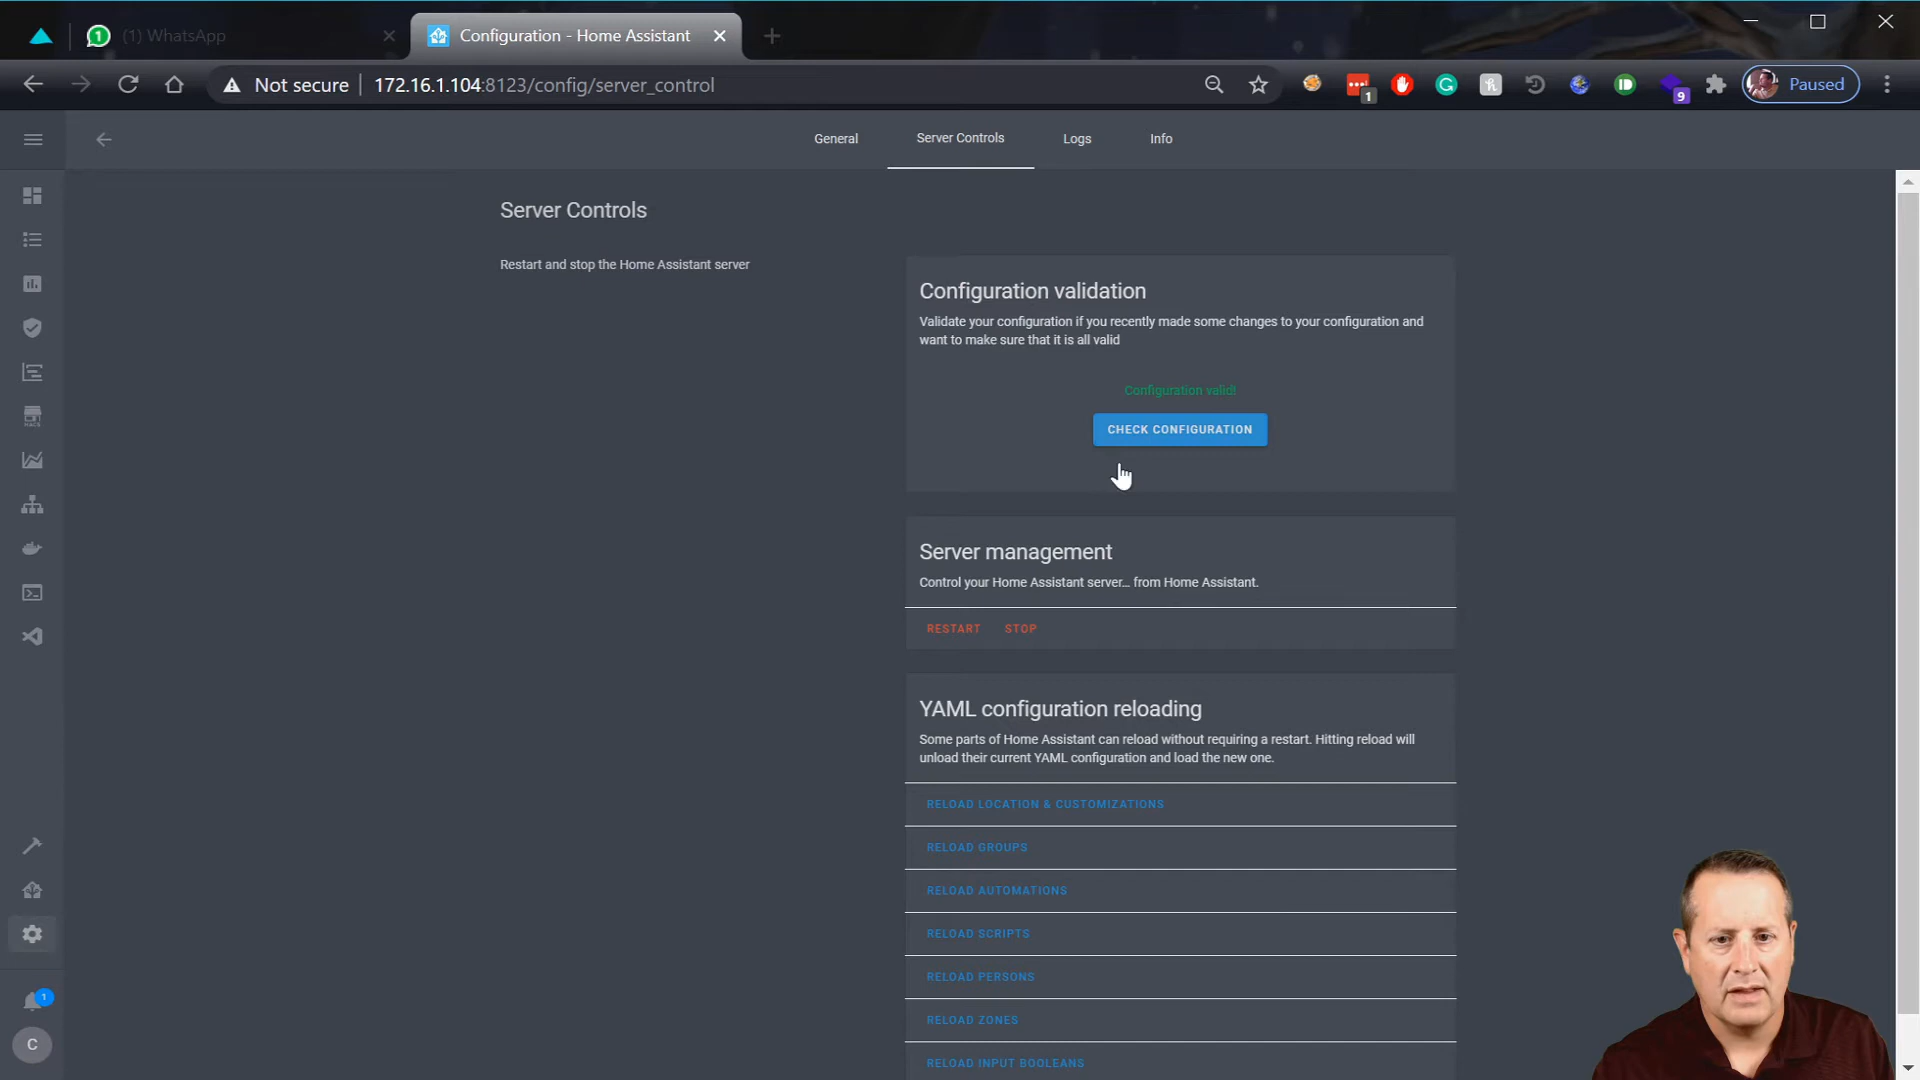 1
(1) WhatsApp
Configuration - Home Assistant
Not secure
172.16.1.104:8123/config/server_control
1
9
Paused
General
Server Controls
Logs
Info
Server Controls
Restart and stop the Home Assistant server
Configuration validation
Validate your configuration if you recently made some changes to your configuration and
want to make sure that it is all valid
Configuration valid!
CHECK CONFIGURATION
Server management
Control your Home Assistant server... from Home Assistant.
RESTART
STOP
YAML configuration reloading
Some parts of Home Assistant can reload without requiring a restart. Hitting reload will
unload their current YAML configuration and load the new one.
RELOAD LOCATION & CUSTOMIZATIONS
RELOAD GROUPS
RELOAD AUTOMATIONS
RELOAD SCRIPTS
RELOAD PERSONS
RELOAD ZONES
RELOAD INPUT BOOLEANS
HACS
1
C